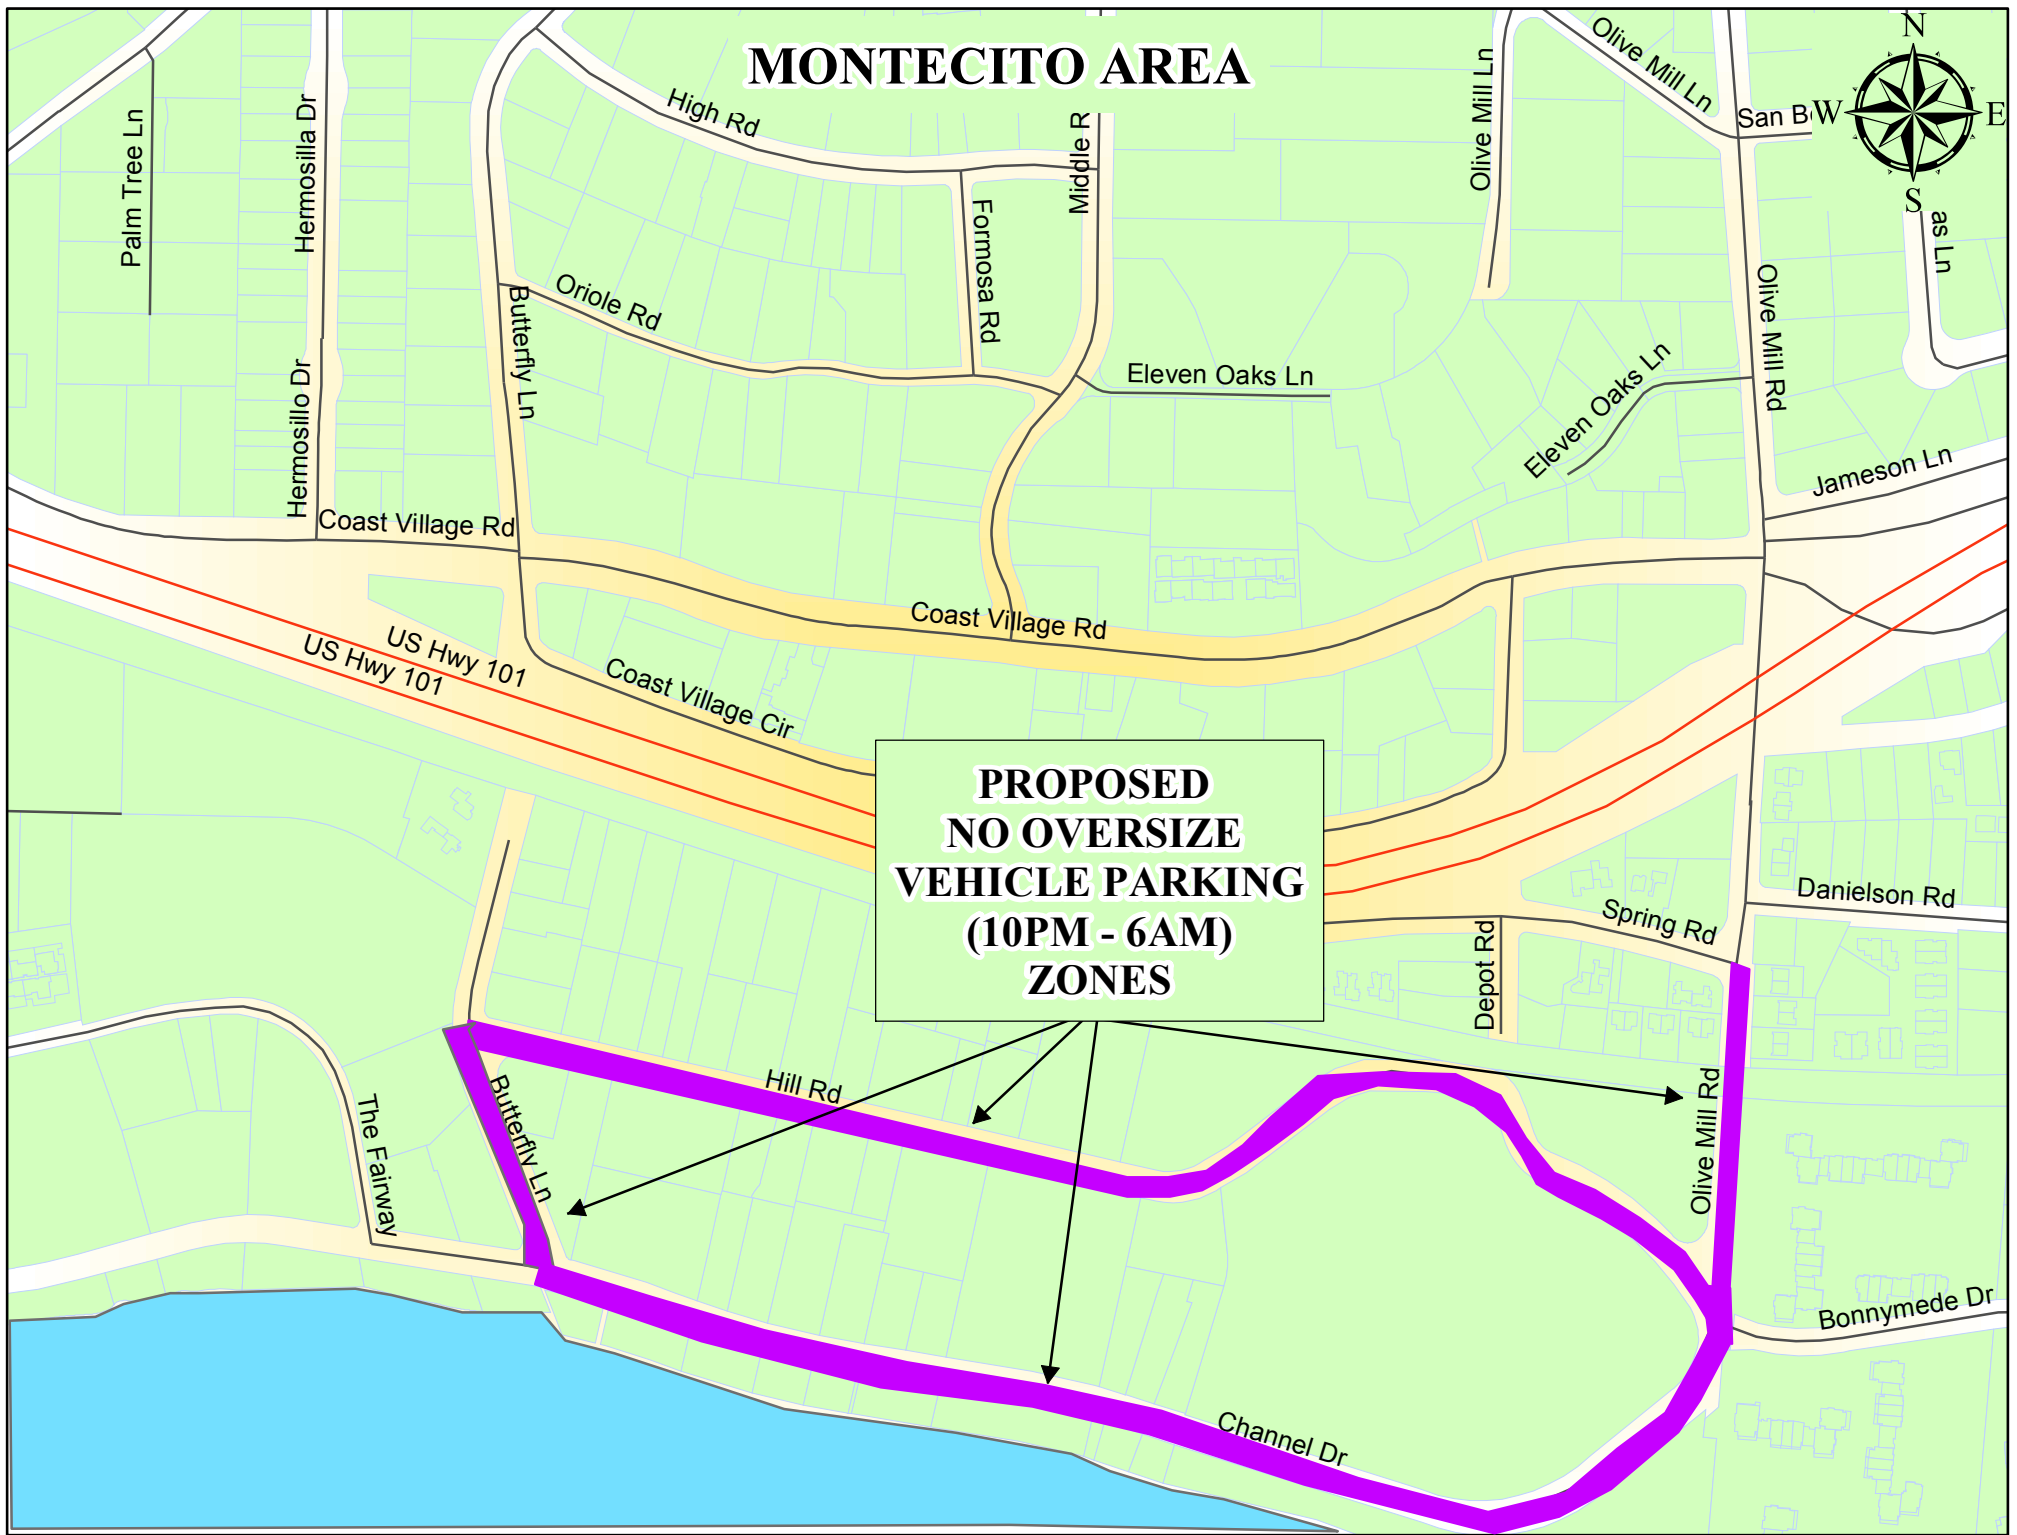 MONTECITO AREA
N
W
E
S
Palm Tree Ln
Hermosilla Dr
Hermosillo Dr
High Rd
Middle R
Olive Mill Ln
Olive Mill Ln
San B
as Ln
Formosa Rd
Oriole Rd
Butterfly Ln
Olive Mill Rd
Eleven Oaks Ln
Eleven Oaks Ln
Jameson Ln
Coast Village Rd
Coast Village Rd
US Hwy 101
US Hwy 101
Coast Village Cir
PROPOSED
NO OVERSIZE
VEHICLE PARKING
(10PM - 6AM)
ZONES
Danielson Rd
Spring Rd
Depot Rd
Hill Rd
Butterfly Ln
The Fairway
Olive Mill Rd
Bonnymede Dr
Channel Dr